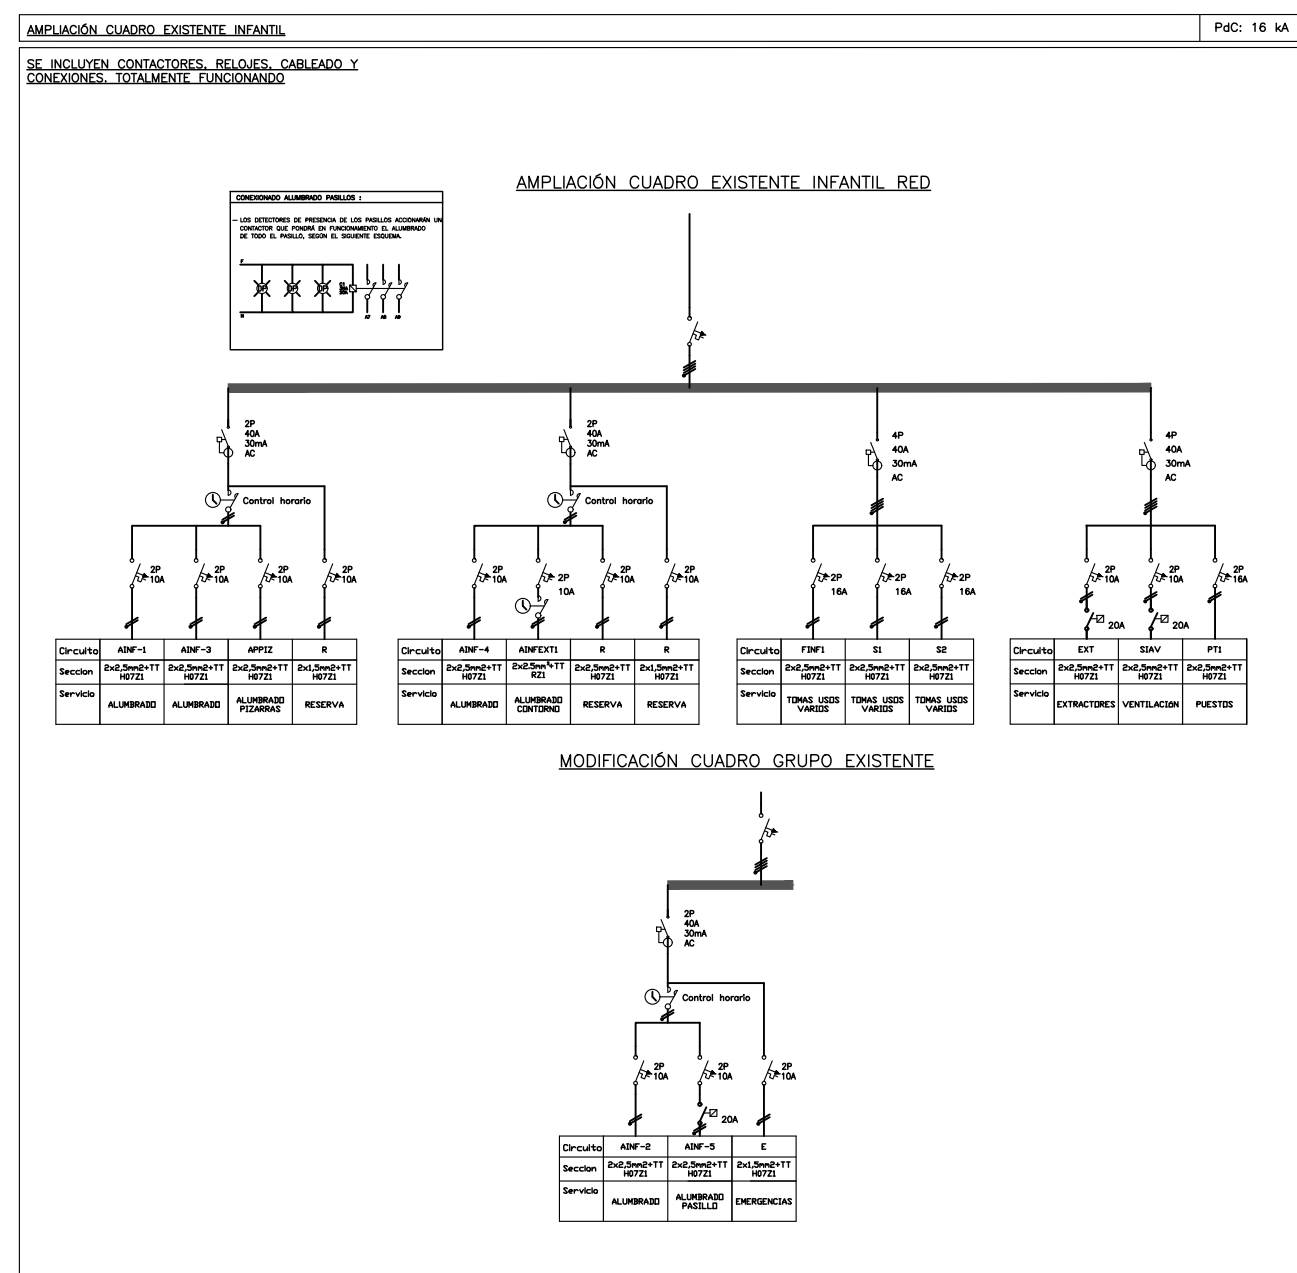 AMPLIACIÓN CUADRO EXISTENTE INFANTIL
PdC: 16 kA
SE INCLUYEN CONTACTORES, RELOJES, CABLEADO Y
CONEXIONES, TOTALMENTE FUNCIONANDO
AMPLIACIÓN CUADRO EXISTENTE INFANTIL RED
CONEXIONADO ALUMBRADO PASILLOS :
– LOS DETECTORES DE PRESENCIA DE LOS PASILLOS ACCIONARÁN UN
CONTACTOR QUE PONDRÁ EN FUNCIONAMIENTO EL ALUMBRADO
DE TODO EL PASILLO, SEGÚN EL SIGUIENTE ESQUEMA.
F
DP DP DP
N
A7 A8 A9
2P
40A
30mA
AC
2P
40A
30mA
AC
4P
40A
30mA
AC
4P
40A
30mA
AC
Control horario
Control horario
2P
10A
2P
10A
2P
10A
2P
10A
2P
10A
2P
10A
2P
10A
2P
10A
2P
16A
2P
16A
2P
16A
2P
10A
2P
10A
2P
16A
20A
20A
Circuito AINF-1 AINF-3 APPIZ R
Seccion 2x2,5mm2+TT 2x2,5mm2+TT 2x2,5mm2+TT 2x1,5mm2+TT
H07Z1 H07Z1 H07Z1 H07Z1
Servicio ALUMBRADO ALUMBRADO ALUMBRADO PIZARRAS RESERVA
Circuito AINF-4 AINFEXT1 R R
Seccion 2x2,5mm2+TT 2x2.5mm²+TT 2x2,5mm2+TT 2x1,5mm2+TT
H07Z1 RZ1 H07Z1 H07Z1
Servicio ALUMBRADO ALUMBRADO CONTORNO RESERVA RESERVA
Circuito FINF1 S1 S2
Seccion 2x2,5mm2+TT 2x2,5mm2+TT 2x2,5mm2+TT
H07Z1 H07Z1 H07Z1
Servicio TOMAS USOS VARIOS TOMAS USOS VARIOS TOMAS USOS VARIOS
Circuito EXT SIAV PT1
Seccion 2x2,5mm2+TT 2x2,5mm2+TT 2x2,5mm2+TT
H07Z1 H07Z1 H07Z1
Servicio EXTRACTORES VENTILACIóN PUESTOS
MODIFICACIÓN CUADRO GRUPO EXISTENTE
2P
40A
30mA
AC
Control horario
2P
10A
2P
10A
2P
10A
20A
Circuito AINF-2 AINF-5 E
Seccion 2x2,5mm2+TT 2x2,5mm2+TT 2x1,5mm2+TT
H07Z1 H07Z1 H07Z1
Servicio ALUMBRADO ALUMBRADO PASILLO EMERGENCIAS